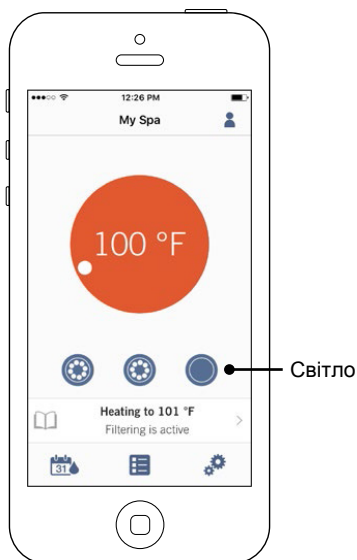 12:26 PM
My Spa
100 °F
Світло
Heating to 101 °F
Filtering is active
31